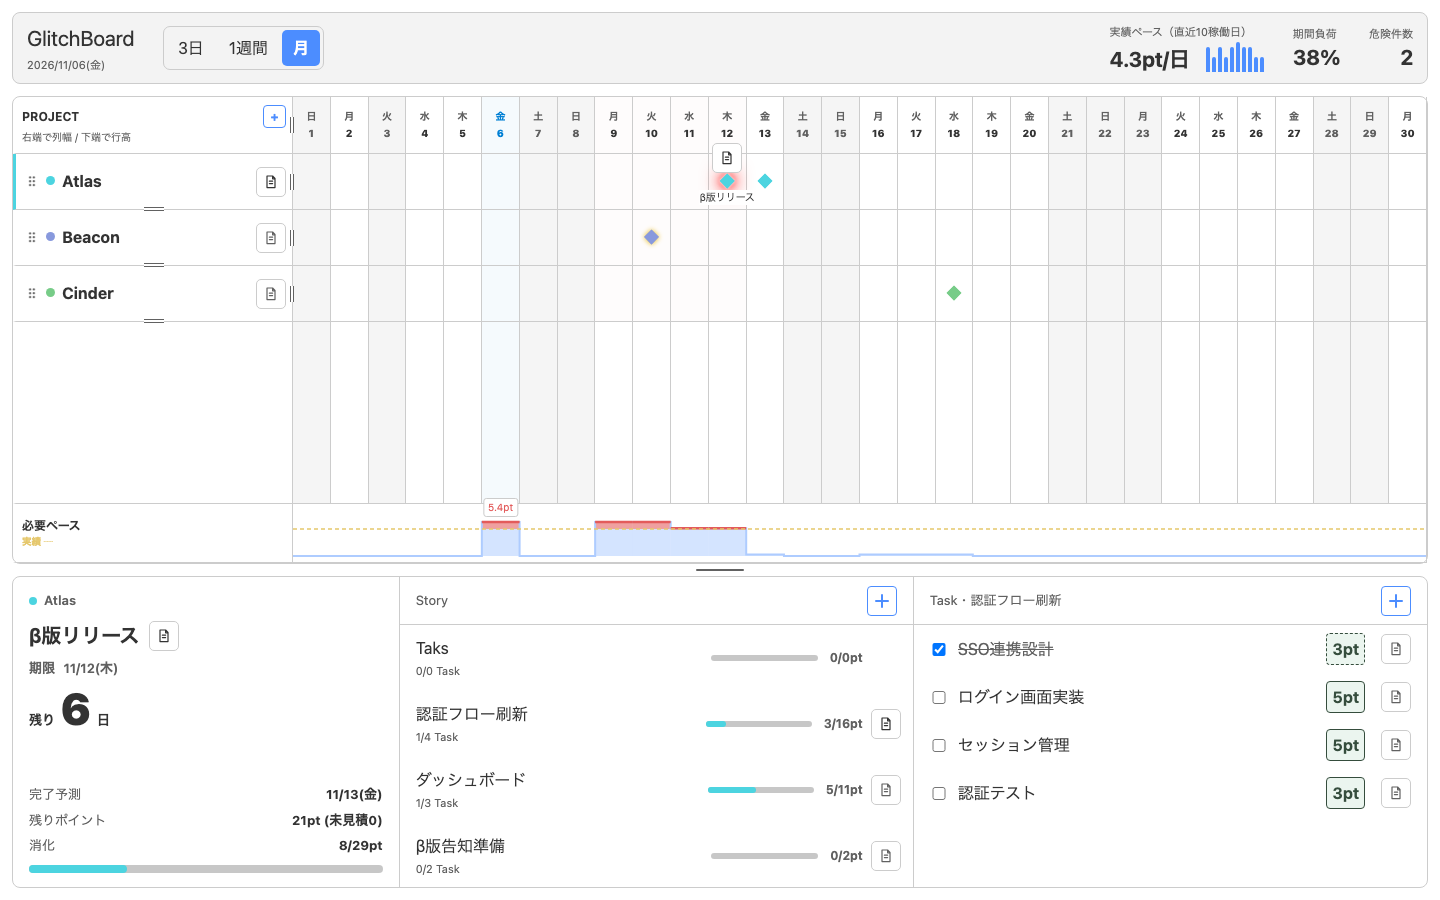 GlitchBoard
2026/11/06(金)
3日 1週間 月
実績ペース（直近10稼働日）
4.3pt/日
期間負荷
38%
危険件数
2
PROJECT
右端で列幅 / 下端で行高
+
日 月 火 水 木 金 土 日 月 火 水 木 金 土 日 月 火 水 木 金 土 日 月 火 水 木 金 土 日 月
1 2 3 4 5 6 7 8 9 10 11 12 13 14 15 16 17 18 19 20 21 22 23 24 25 26 27 28 29 30
Atlas
β版リリース
Beacon
Cinder
必要ペース
実績
5.4pt
Atlas
β版リリース
期限 11/12(木)
残り 6 日
完了予測 11/13(金)
残りポイント 21pt (未見積0)
消化 8/29pt
Story
+
Taks
0/0 Task
0/0pt
認証フロー刷新
1/4 Task
3/16pt
ダッシュボード
1/3 Task
5/11pt
β版告知準備
0/2 Task
0/2pt
Task・認証フロー刷新
+
SSO連携設計 3pt
ログイン画面実装 5pt
セッション管理 5pt
認証テスト 3pt